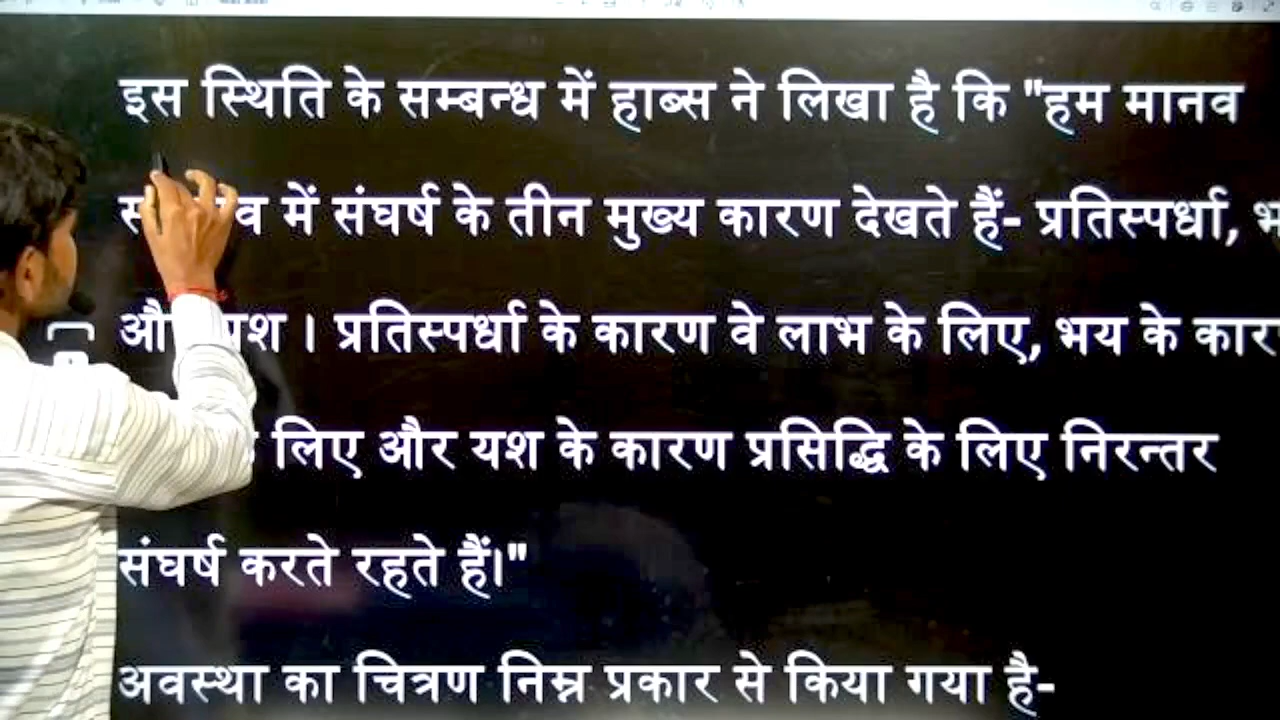 इस स्थिति के सम्बन्ध में हाब्स ने लिखा है कि "हम मानव
में संघर्ष के तीन मुख्य कारण देखते हैं- प्रतिस्पर्धा,
यश । प्रतिस्पर्धा के कारण वे लाभ के लिए, भय के
लिए और यश के कारण प्रसिद्धि के लिए निरन्तर
संघर्ष करते रहते हैं।"
अवस्था का चित्रण निम्न प्रकार से किया गया है-